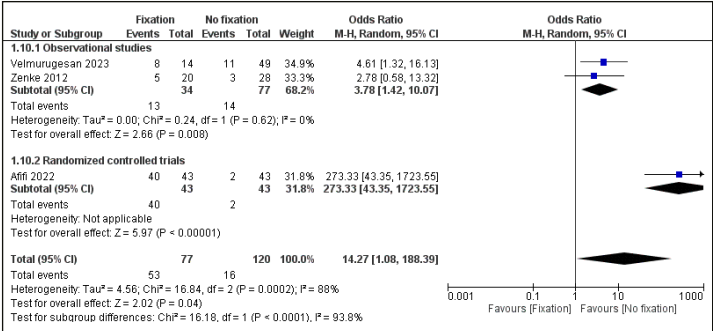 Fixation No fixation Odds Ratio Odds Ratio
Study or Subgroup Events Total Events Total Weight M-H, Random, 95% CI M-H, Random, 95% CI
1.10.1 Observational studies
Velmurugesan 2023 8 14 11 49 34.9% 4.61 [1.32, 16.13]
Zenke 2012 5 20 3 28 33.3% 2.78 [0.58, 13.32]
Subtotal (95% CI) 34 77 68.2% 3.78 [1.42, 10.07]
Total events 13 14
Heterogeneity: Tau² = 0.00; Chi² = 0.24, df = 1 (P = 0.62); I² = 0%
Test for overall effect: Z = 2.66 (P = 0.008)
1.10.2 Randomized controlled trials
Afifi 2022 40 43 2 43 31.8% 273.33 [43.35, 1723.55]
Subtotal (95% CI) 43 43 31.8% 273.33 [43.35, 1723.55]
Total events 40 2
Heterogeneity: Not applicable
Test for overall effect: Z = 5.97 (P < 0.00001)
Total (95% CI) 77 120 100.0% 14.27 [1.08, 188.39]
Total events 53 16
Heterogeneity: Tau² = 4.56; Chi² = 16.84, df = 2 (P = 0.0002); I² = 88%
Test for overall effect: Z = 2.02 (P = 0.04)
Test for subgroup differences: Chi² = 16.18, df = 1 (P < 0.0001), I² = 93.8%
0.001 0.1 1 10 1000
Favours [Fixation] Favours [No fixation]